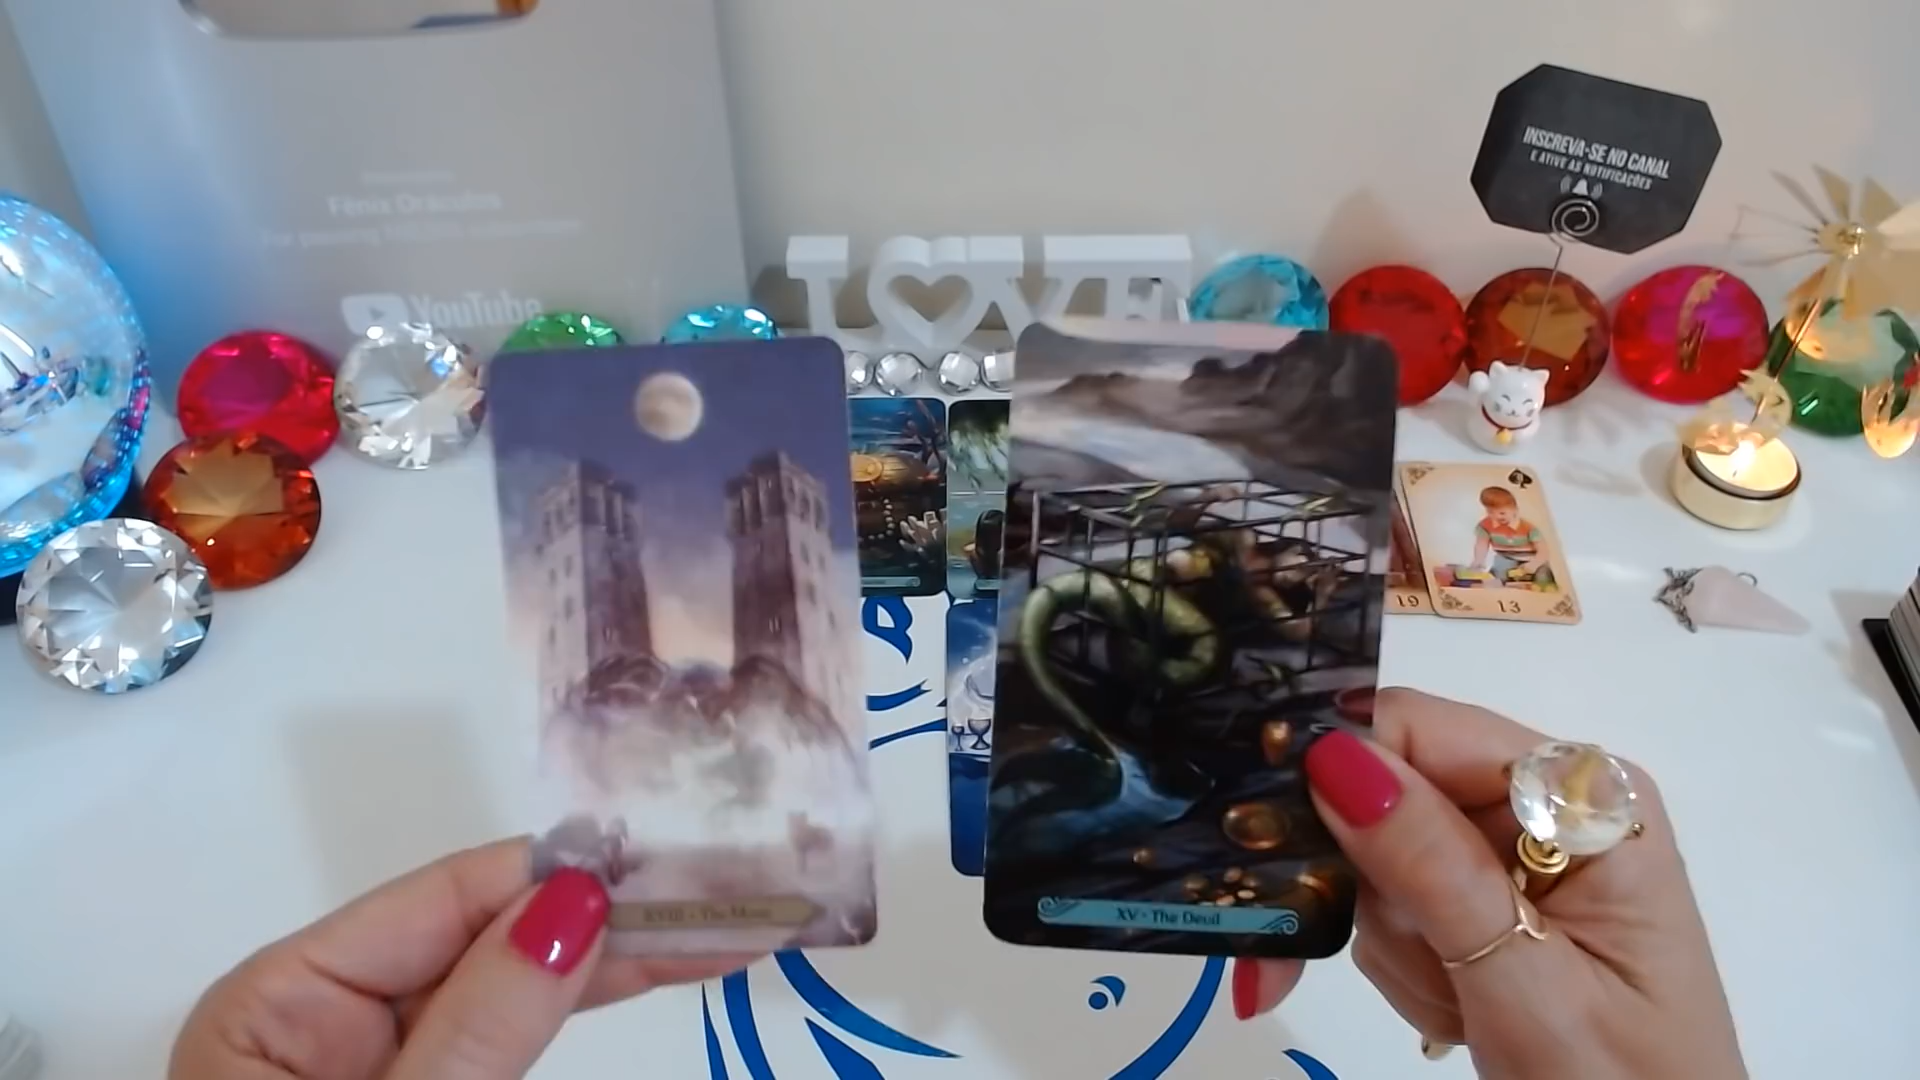 Fênix Oráculos
YouTube
INSCREVA-SE NO CANAL
E ATIVE AS NOTIFICAÇÕES
LOVE
19
13
XVIII - The Moon
XV - The Devil